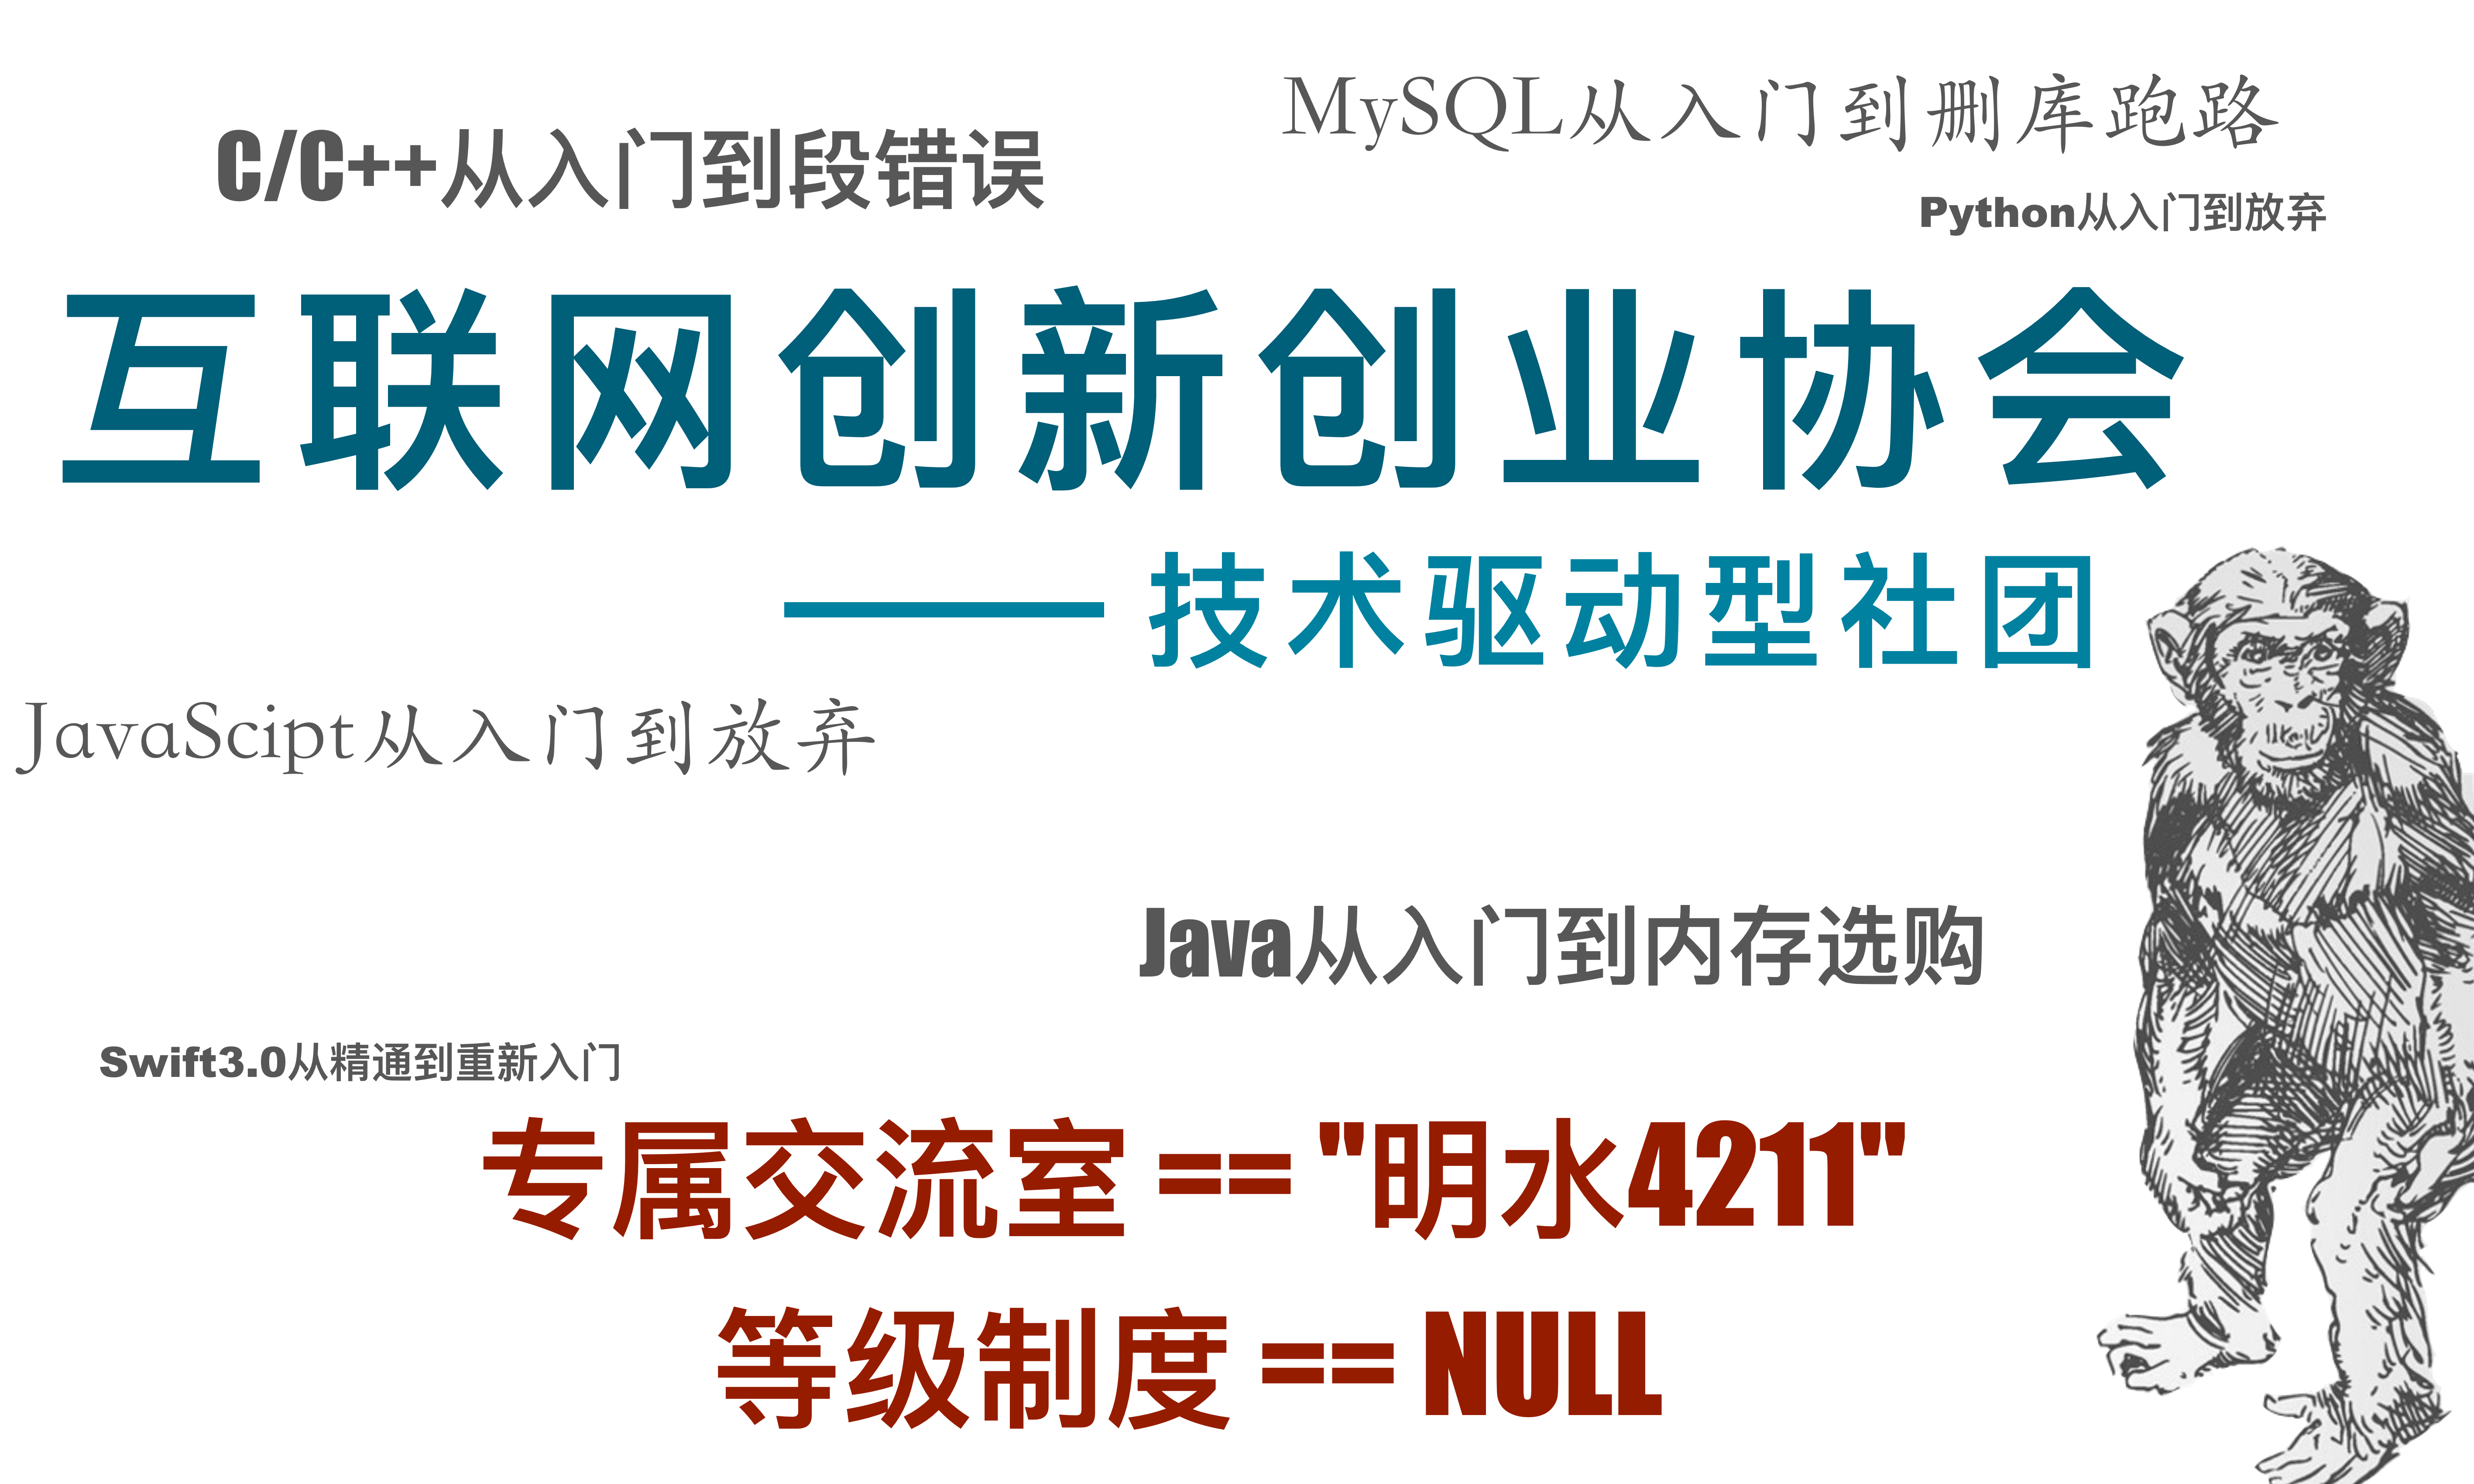 MySQL从入门到删库跑路
C/C++从入门到段错误
Python从入门到放弃
互联网创新创业协会
—— 技术驱动型社团
JavaScipt从入门到放弃
Java从入门到内存选购
Swift3.0从精通到重新入门
专属交流室 == "明水4211"
等级制度 == NULL